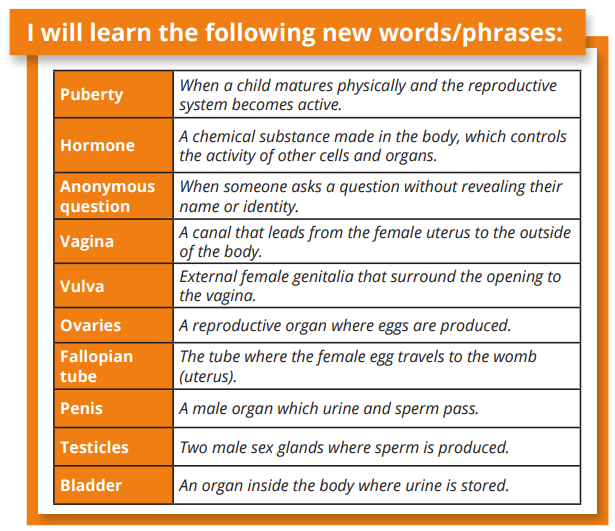 I will learn the following new words/phrases:
Puberty
When a child matures physically and the reproductive
system becomes active.
Hormone
A chemical substance made in the body, which controls
the activity of other cells and organs.
Anonymous
question
When someone asks a question without revealing their
name or identity.
Vagina
A canal that leads from the female uterus to the outside
of the body.
Vulva
External female genitalia that surround the opening to
the vagina.
Ovaries
A reproductive organ where eggs are produced.
Fallopian
tube
The tube where the female egg travels to the womb
(uterus).
Penis
A male organ which urine and sperm pass.
Testicles
Two male sex glands where sperm is produced.
Bladder
An organ inside the body where urine is stored.